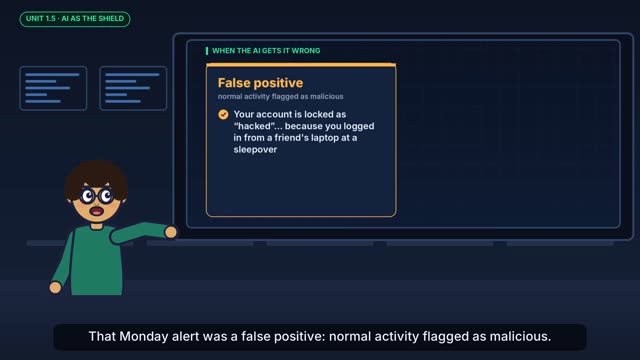 UNIT 1.5 · AI AS THE SHIELD
WHEN THE AI GETS IT WRONG
False positive
normal activity flagged as malicious
Your account is locked as
“hacked”... because you logged
in from a friend's laptop at a
sleepover
That Monday alert was a false positive: normal activity flagged as malicious.